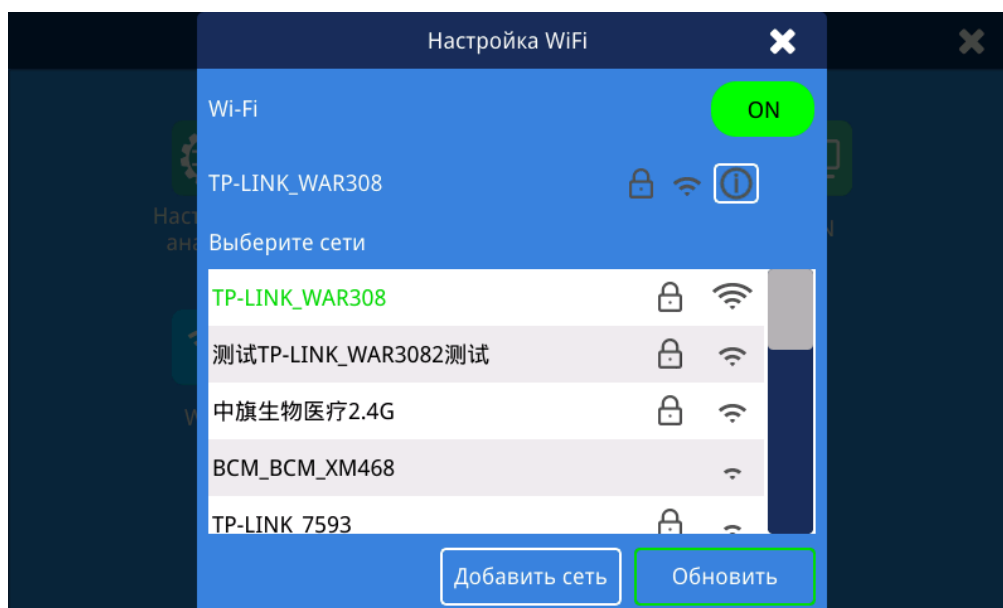 Настройка WiFi
Wi-Fi
ON
TP-LINK_WAR308
Выберите сети
TP-LINK_WAR308
测试TP-LINK_WAR3082测试
中旗生物医疗2.4G
BCM_BCM_XM468
TP-LINK_7593
Добавить сеть
Обновить